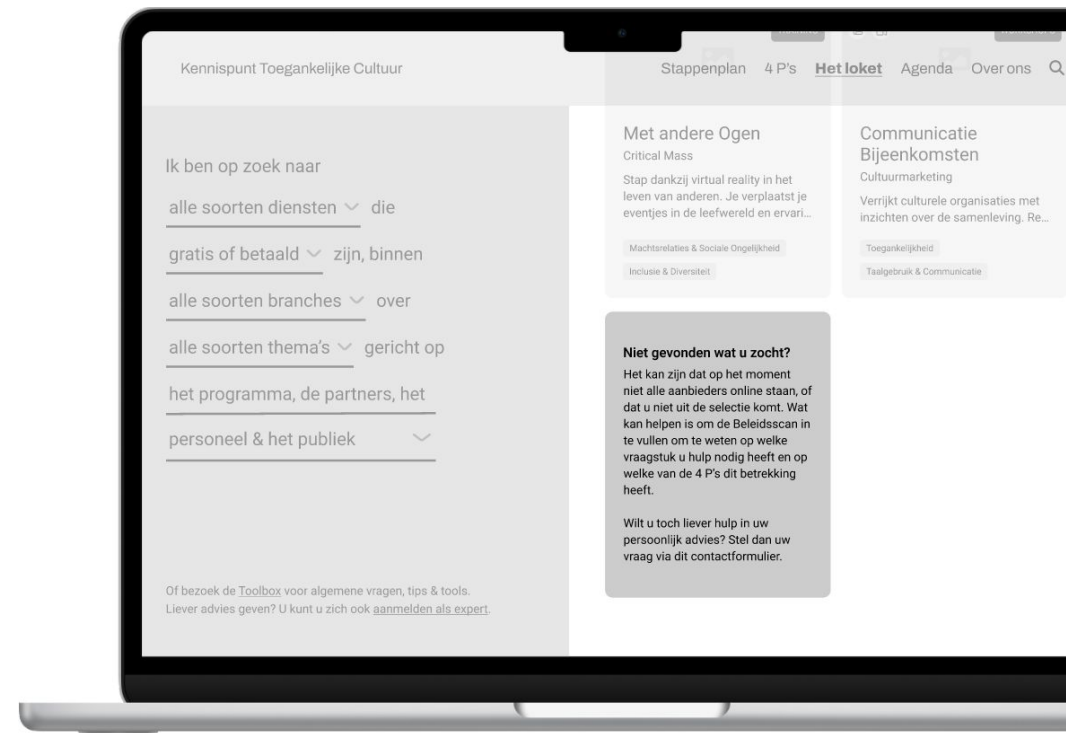 Kennispunt Toegankelijke Cultuur
Stappenplan 4 P's Het loket Agenda Over ons
Ik ben op zoek naar
alle soorten diensten die
gratis of betaald zijn, binnen
alle soorten branches over
alle soorten thema's gericht op
het programma, de partners, het
personeel & het publiek
Of bezoek de Toolbox voor algemene vragen, tips & tools.
Liever advies geven? U kunt u zich ook aanmelden als expert.
Met andere Ogen
Critical Mass
Stap dankzij virtual reality in het
leven van anderen. Je verplaatst je
eventjes in de leefwereld en ervari...
Machtsrelaties & Sociale Ongelijkheid
Inclusie & Diversiteit
Communicatie
Bijeenkomsten
Cultuurmarketing
Verrijkt culturele organisaties met
inzichten over de samenleving. Re...
Toegankelijkheid
Taalgebruik & Communicatie
Niet gevonden wat u zocht?
Het kan zijn dat op het moment
niet alle aanbieders online staan, of
dat u niet uit de selectie komt. Wat
kan helpen is om de Beleidsscan in
te vullen om te weten op welke
vraagstuk u hulp nodig heeft en op
welke van de 4 P's dit betrekking
heeft.
Wilt u toch liever hulp in uw
persoonlijk advies? Stel dan uw
vraag via dit contactformulier.